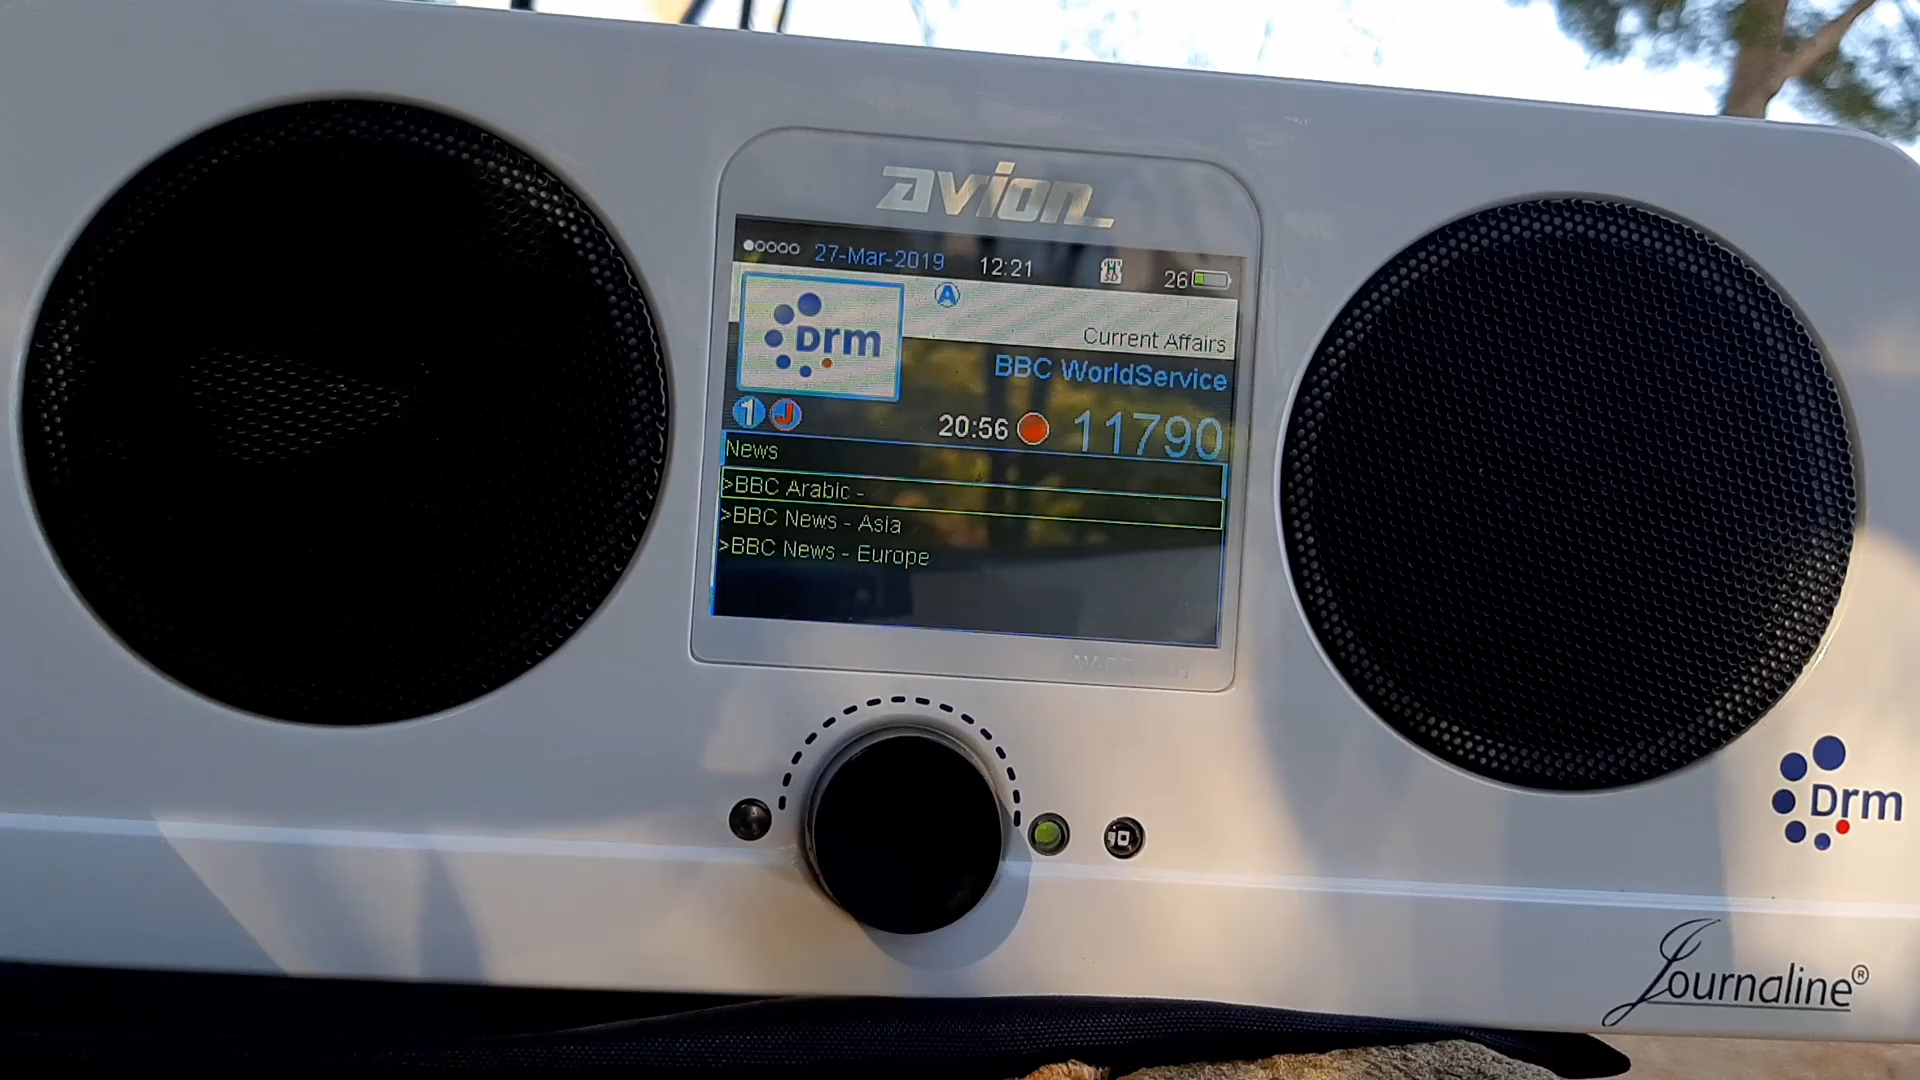 avion
27-Mar-2019 12:21 26
A
Drm
Current Affairs
BBC WorldService
1 J 20:56 11790
News
>BBC Arabic -
>BBC News - Asia
>BBC News - Europe
Drm
Journaline®